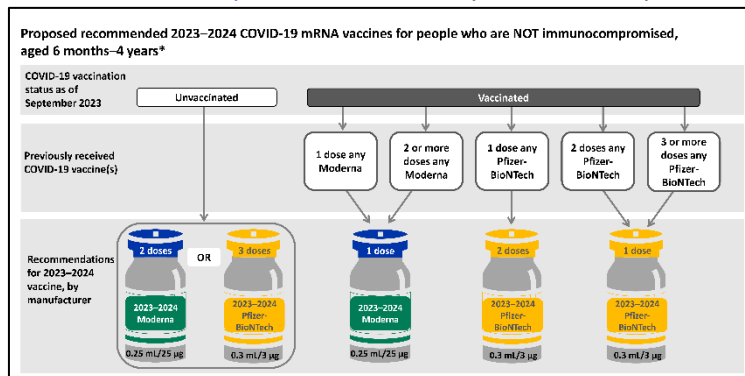 Proposed recommended 2023–2024 COVID-19 mRNA vaccines for people who are NOT immunocompromised,
aged 6 months–4 years*
COVID-19 vaccination
status as of
September 2023
Unvaccinated
Vaccinated
Previously received
COVID-19 vaccine(s)
1 dose any
Moderna
2 or more
doses any
Moderna
1 dose any
Pfizer-
BioNTech
2 doses any
Pfizer-
BioNTech
3 or more
doses any
Pfizer-
BioNTech
Recommendations
for 2023–2024
vaccine, by
manufacturer
2 doses
2023–2024
Moderna
0.25 mL/25 µg
OR
3 doses
2023–2024
Pfizer-
BioNTech
0.3 mL/3 µg
1 dose
2023–2024
Moderna
0.25 mL/25 µg
2 doses
2023–2024
Pfizer-
BioNTech
0.3 mL/3 µg
1 dose
2023–2024
Pfizer-
BioNTech
0.3 mL/3 µg